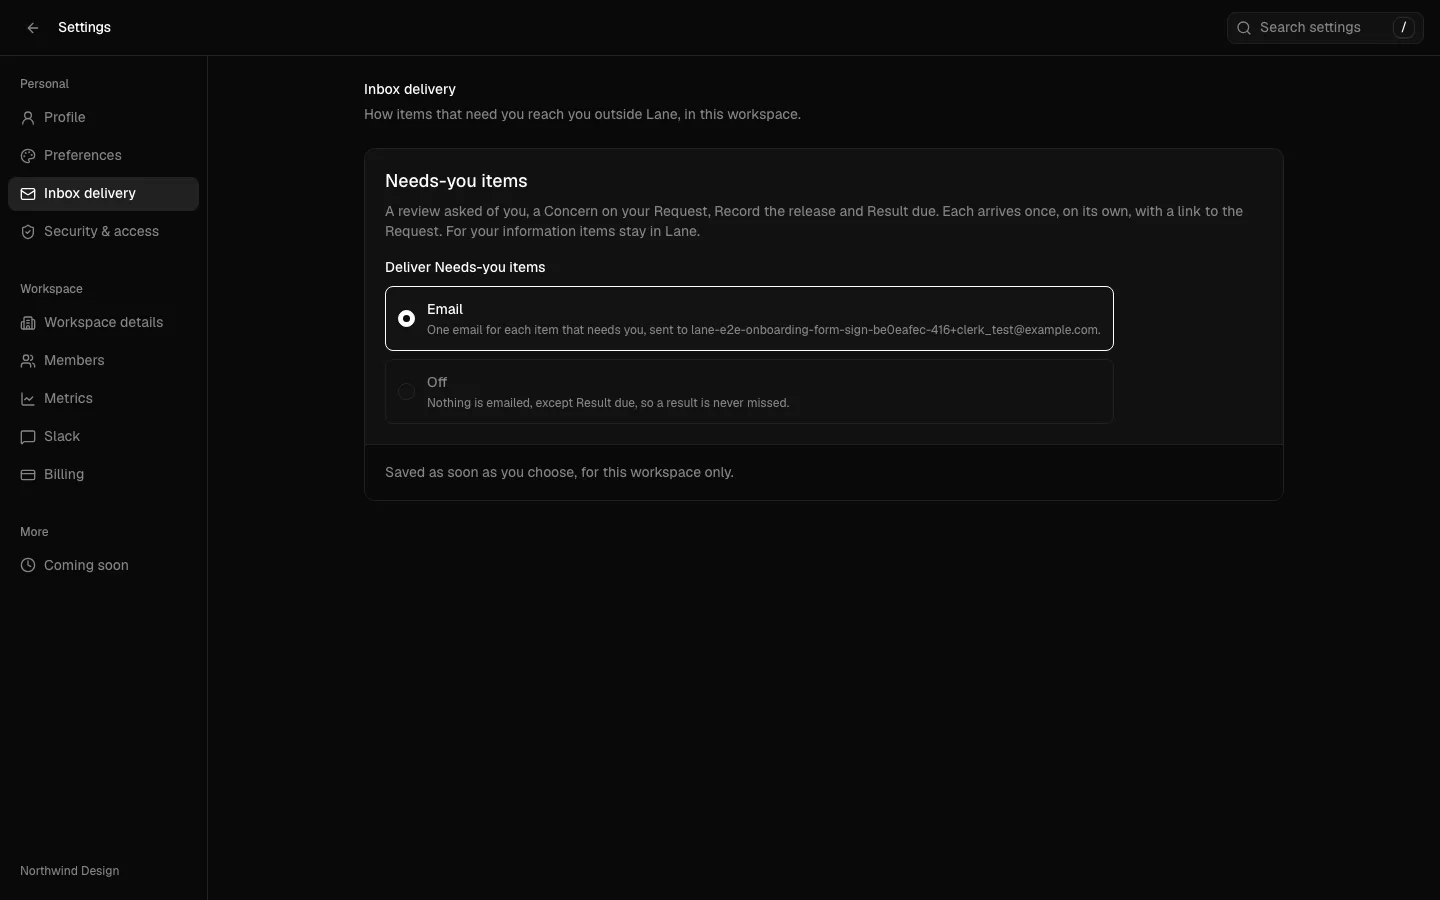 Settings
Search settings
/
Personal
Profile
Preferences
Inbox delivery
Security & access
Workspace
Workspace details
Members
Metrics
Slack
Billing
More
Coming soon
Northwind Design
Inbox delivery
How items that need you reach you outside Lane, in this workspace.
Needs-you items
A review asked of you, a Concern on your Request, Record the release and Result due. Each arrives once, on its own, with a link to the
Request. For your information items stay in Lane.
Deliver Needs-you items
Email
One email for each item that needs you, sent to lane-e2e-onboarding-form-sign-be0eafec-416+clerk_test@example.com.
Off
Nothing is emailed, except Result due, so a result is never missed.
Saved as soon as you choose, for this workspace only.